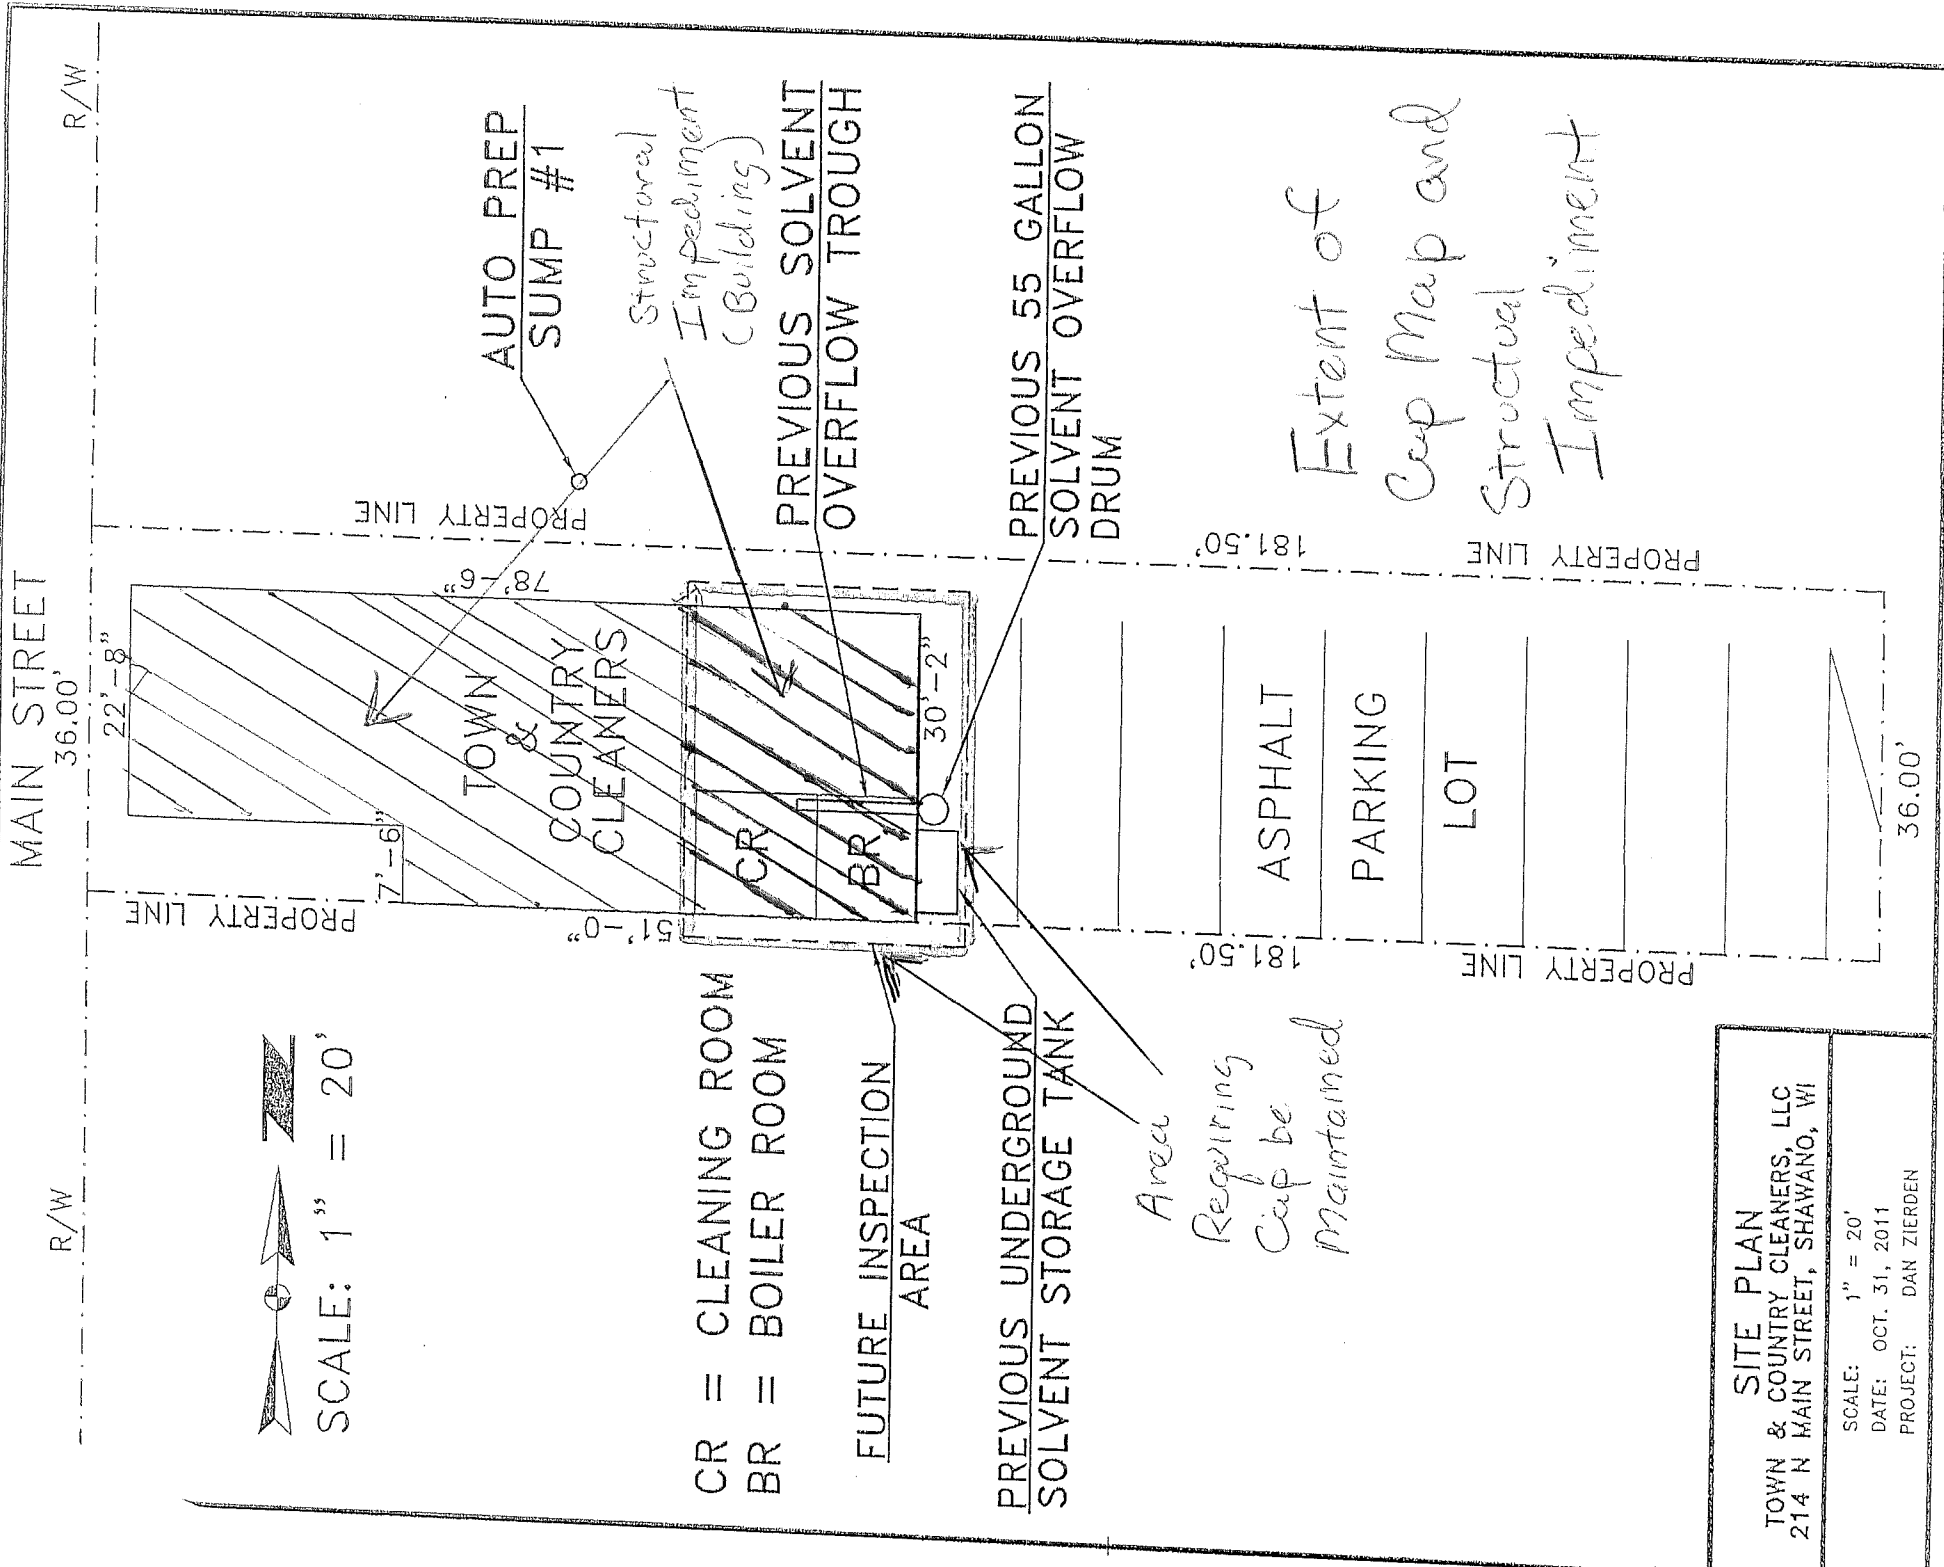 MAIN STREET
R/W
R/W
36.00'
22'-8"
7'-6"
78'-6"
51'-0"
30'-2"
PROPERTY LINE
PROPERTY LINE
TOWN
&
COUNTRY
CLEANERS
CR
BR
AUTO PREP
SUMP #1
Structural
Impediment
(Building)
PREVIOUS SOLVENT
OVERFLOW TROUGH
PREVIOUS 55 GALLON
SOLVENT OVERFLOW
DRUM
Extent of
Cap Map and
Structual
Impediment
SCALE: 1" = 20'
N
CR = CLEANING ROOM
BR = BOILER ROOM
FUTURE INSPECTION
AREA
PREVIOUS UNDERGROUND
SOLVENT STORAGE TANK
Area
Requiring
Cap be
Maintained
ASPHALT
PARKING
LOT
181.50'
PROPERTY LINE
181.50'
PROPERTY LINE
36.00'
SITE PLAN
TOWN & COUNTRY CLEANERS, LLC
214 N MAIN STREET, SHAWANO, WI
SCALE: 1" = 20'
DATE: OCT. 31, 2011
PROJECT: DAN ZIERDEN